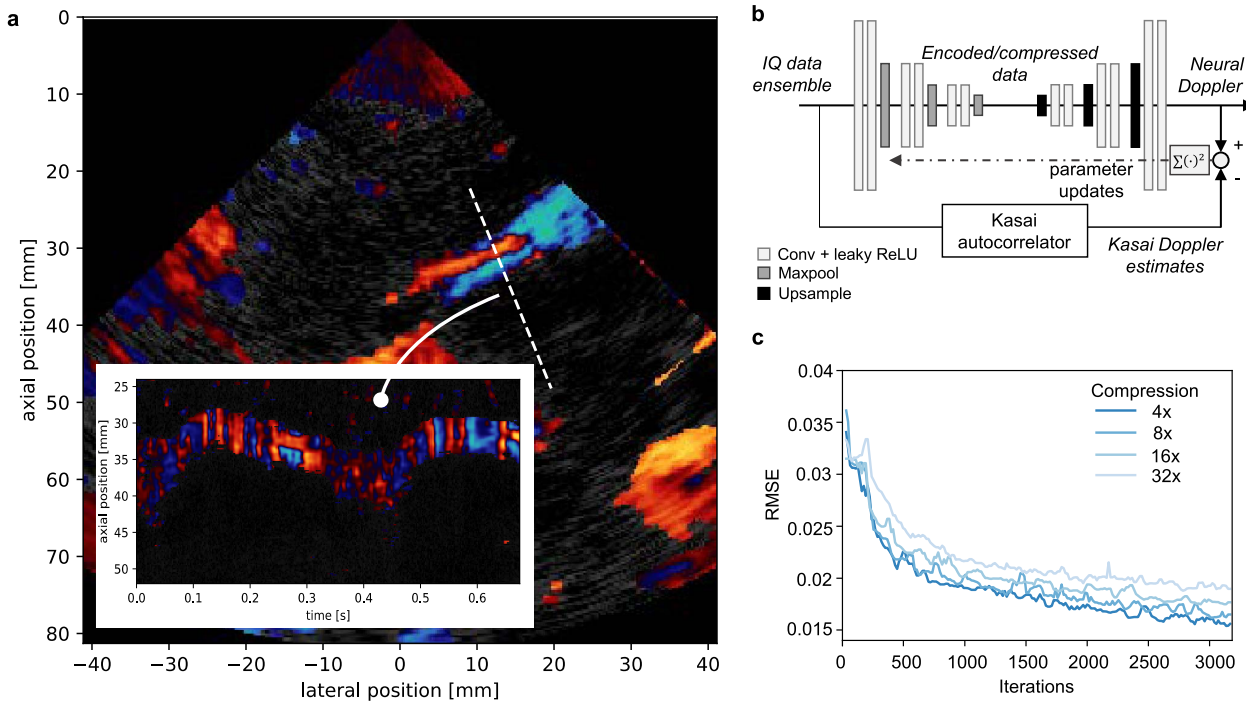 a
0
10
20
30
40
50
60
70
80
axial position [mm]
−40
−30
−20
−10
0
10
20
30
40
lateral position [mm]
25
30
35
40
45
50
axial position [mm]
0.0
0.1
0.2
0.3
0.4
0.5
0.6
time [s]
b
IQ data
ensemble
Encoded/compressed
data
Neural
Doppler
+
-
∑(·)²
parameter
updates
Kasai
autocorrelator
Kasai Doppler
estimates
Conv + leaky ReLU
Maxpool
Upsample
c
0.04
0.035
0.03
0.025
0.02
0.015
RMSE
Compression
4x
8x
16x
32x
0
500
1000
1500
2000
2500
3000
Iterations